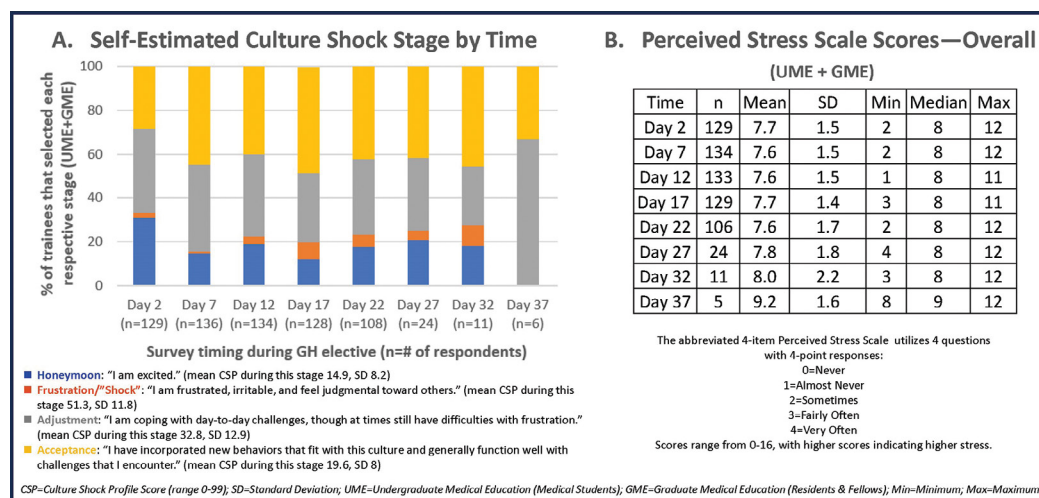 A. Self-Estimated Culture Shock Stage by Time
% of trainees that selected each
respective stage (UME+GME)
100
80
60
40
20
0
Day 2 Day 7 Day 12 Day 17 Day 22 Day 27 Day 32 Day 37
(n=129) (n=136) (n=134) (n=128) (n=108) (n=24) (n=11) (n=6)
Survey timing during GH elective (n=# of respondents)
Honeymoon: “I am excited.” (mean CSP during this stage 14.9, SD 8.2)
Frustration/”Shock”: “I am frustrated, irritable, and feel judgmental toward others.” (mean CSP during this
stage 51.3, SD 11.8)
Adjustment: “I am coping with day-to-day challenges, though at times still have difficulties with frustration.”
(mean CSP during this stage 32.8, SD 12.9)
Acceptance: “I have incorporated new behaviors that fit with this culture and generally function well with
challenges that I encounter.” (mean CSP during this stage 19.6, SD 8)
B. Perceived Stress Scale Scores—Overall
(UME + GME)
Time n Mean SD Min Median Max
Day 2 129 7.7 1.5 2 8 12
Day 7 134 7.6 1.5 2 8 12
Day 12 133 7.6 1.5 1 8 11
Day 17 129 7.7 1.4 3 8 11
Day 22 106 7.6 1.7 2 8 12
Day 27 24 7.8 1.8 4 8 12
Day 32 11 8.0 2.2 3 8 12
Day 37 5 9.2 1.6 8 9 12
The abbreviated 4-item Perceived Stress Scale utilizes 4 questions
with 4-point responses:
0=Never
1=Almost Never
2=Sometimes
3=Fairly Often
4=Very Often
Scores range from 0-16, with higher scores indicating higher stress.
CSP=Culture Shock Profile Score (range 0-99); SD=Standard Deviation; UME=Undergraduate Medical Education (Medical Students); GME=Graduate Medical Education (Residents & Fellows); Min=Minimum; Max=Maximum